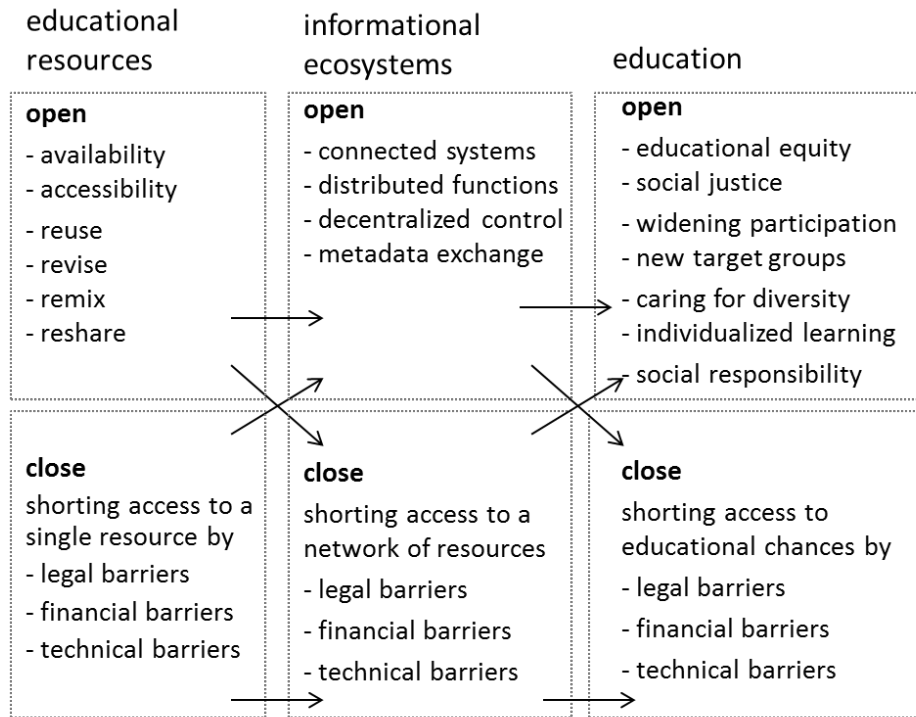 educational
resources
open
- availability
- accessibility
- reuse
- revise
- remix
- reshare
close
shorting access to a
single resource by
- legal barriers
- financial barriers
- technical barriers
informational
ecosystems
open
- connected systems
- distributed functions
- decentralized control
- metadata exchange
close
shorting access to a
network of resources
- legal barriers
- financial barriers
- technical barriers
education
open
- educational equity
- social justice
- widening participation
- new target groups
- caring for diversity
- individualized learning
- social responsibility
close
shorting access to
educational chances by
- legal barriers
- financial barriers
- technical barriers